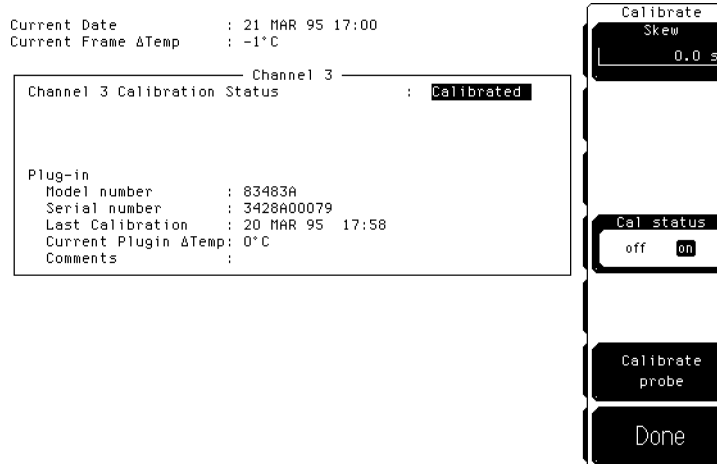 Current Date : 21 MAR 95 17:00
Current Frame ΔTemp : -1°C
Channel 3
Channel 3 Calibration Status : Calibrated
Plug-in
Model number : 83483A
Serial number : 3428A00079
Last Calibration : 20 MAR 95 17:58
Current Plugin ΔTemp: 0°C
Comments :
Calibrate
Skew
0.0 s
Cal status
off on
Calibrate
probe
Done